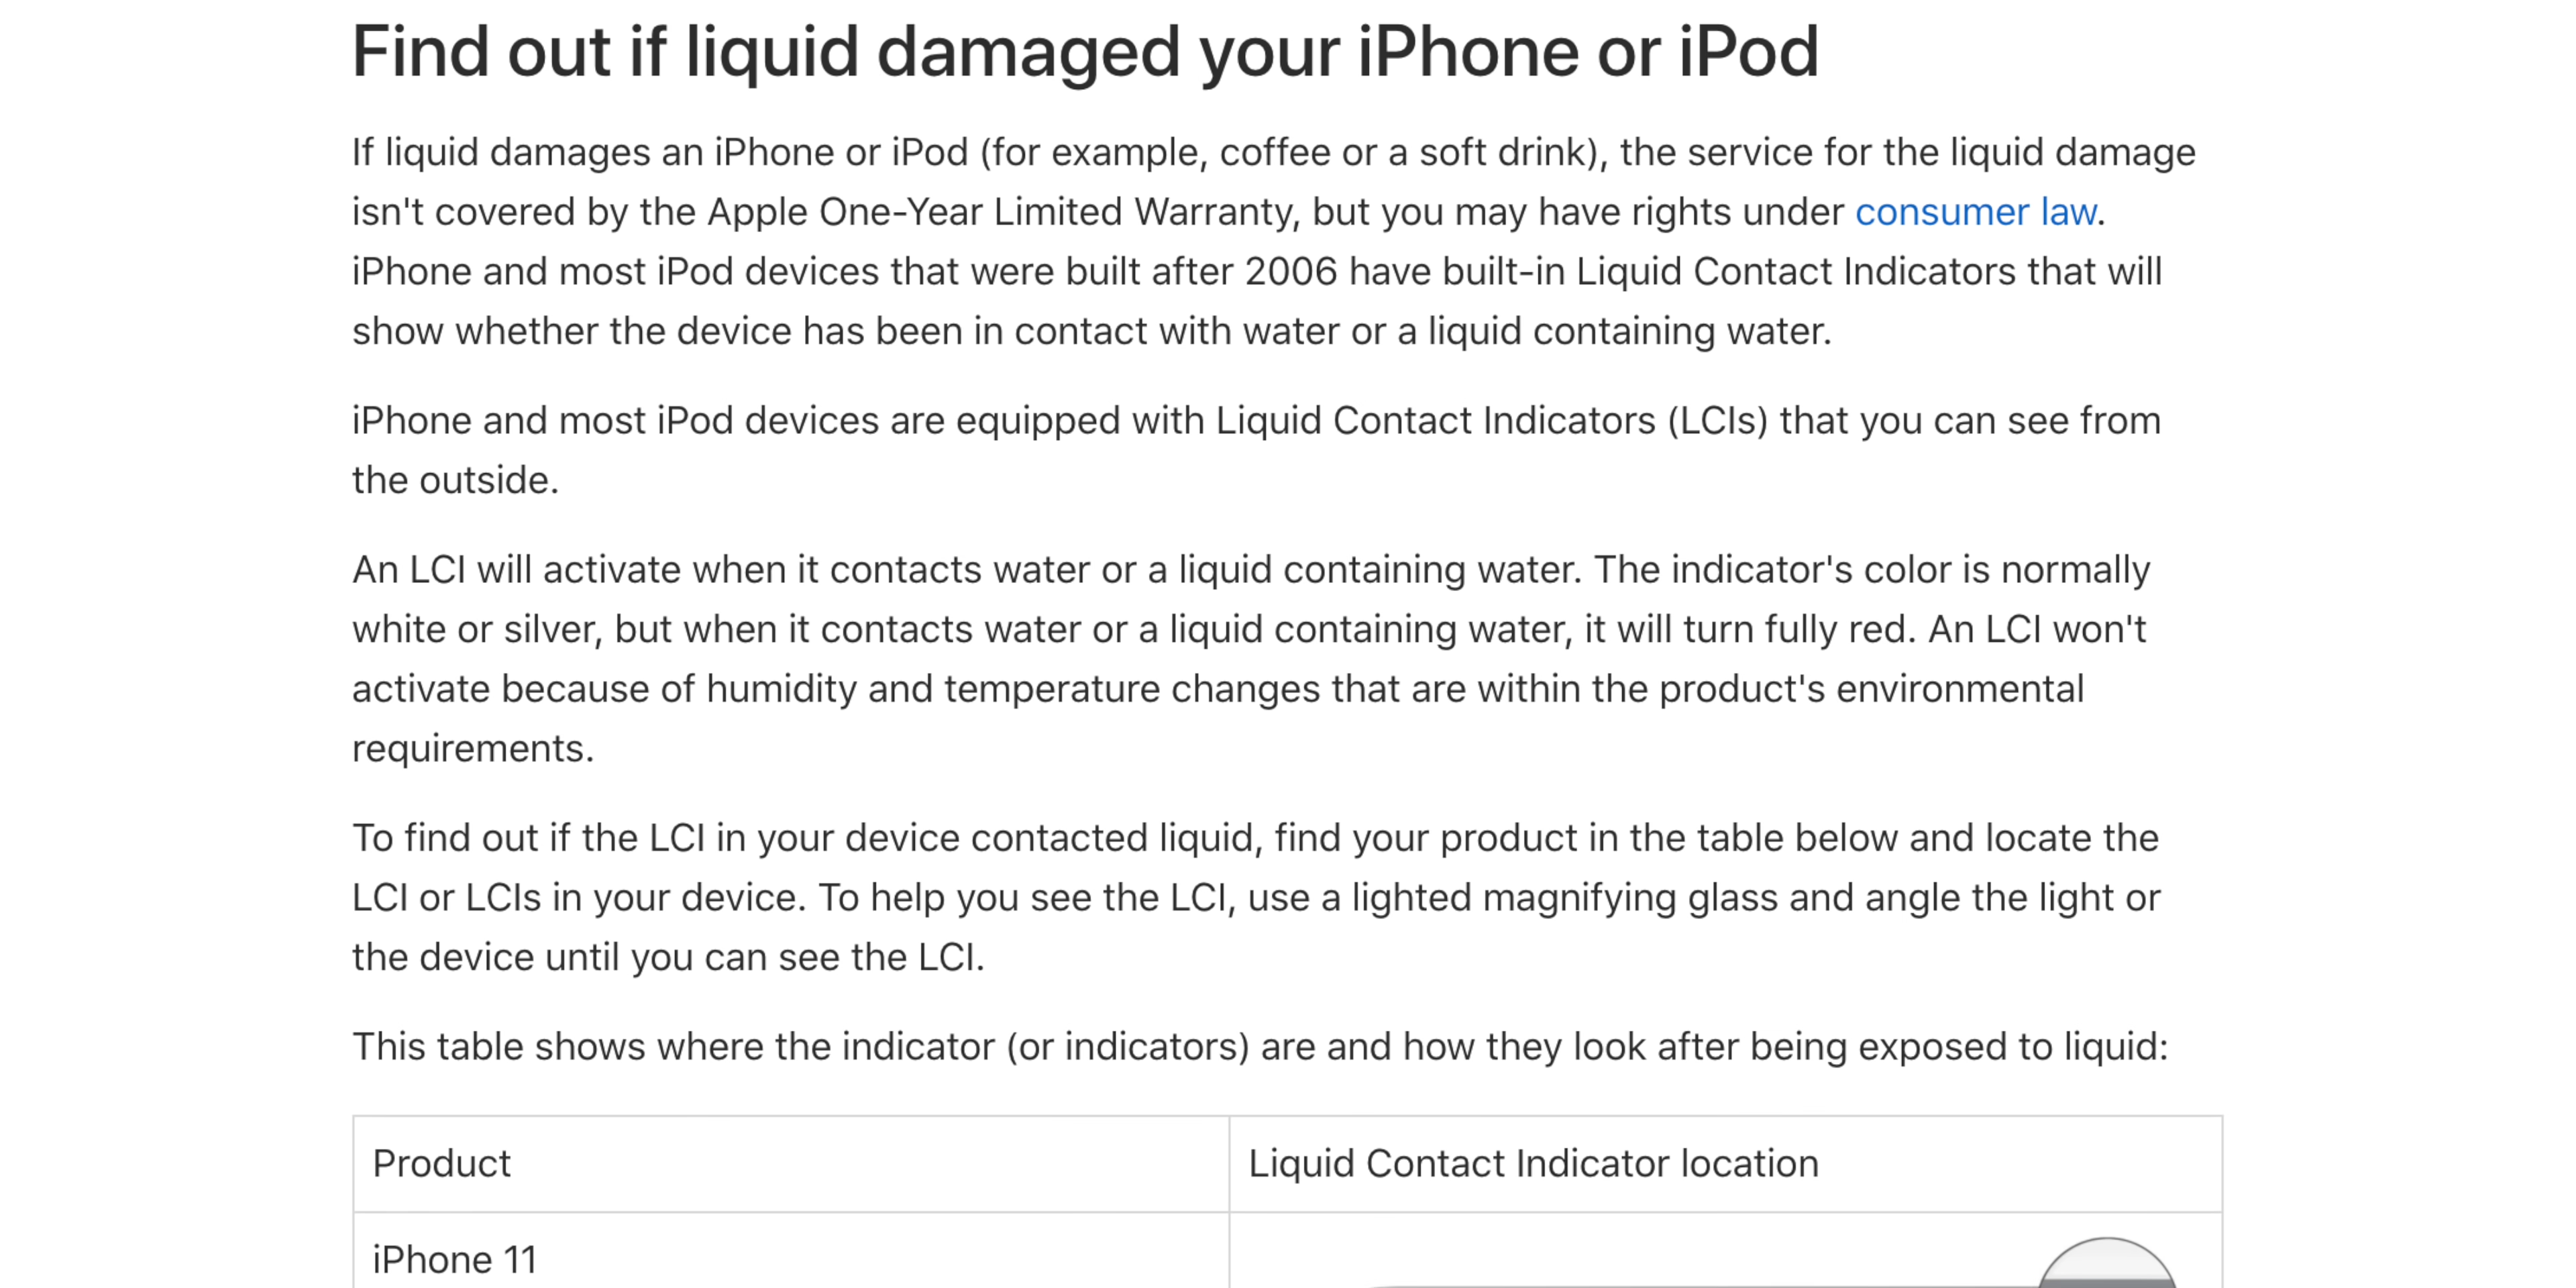 Find out if liquid damaged your iPhone or iPod
If liquid damages an iPhone or iPod (for example, coffee or a soft drink), the service for the liquid damage
isn't covered by the Apple One-Year Limited Warranty, but you may have rights under consumer law.
iPhone and most iPod devices that were built after 2006 have built-in Liquid Contact Indicators that will
show whether the device has been in contact with water or a liquid containing water.
iPhone and most iPod devices are equipped with Liquid Contact Indicators (LCIs) that you can see from
the outside.
An LCI will activate when it contacts water or a liquid containing water. The indicator's color is normally
white or silver, but when it contacts water or a liquid containing water, it will turn fully red. An LCI won't
activate because of humidity and temperature changes that are within the product's environmental
requirements.
To find out if the LCI in your device contacted liquid, find your product in the table below and locate the
LCI or LCIs in your device. To help you see the LCI, use a lighted magnifying glass and angle the light or
the device until you can see the LCI.
This table shows where the indicator (or indicators) are and how they look after being exposed to liquid:
Product Liquid Contact Indicator location
iPhone 11